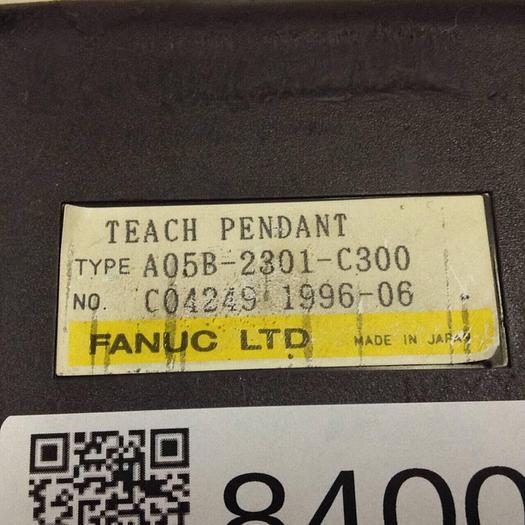 TEACH PENDANT
TYPE A05B-2301-C300
NO. C04249 1996-06
FANUC LTD MADE IN JAPAN
8400